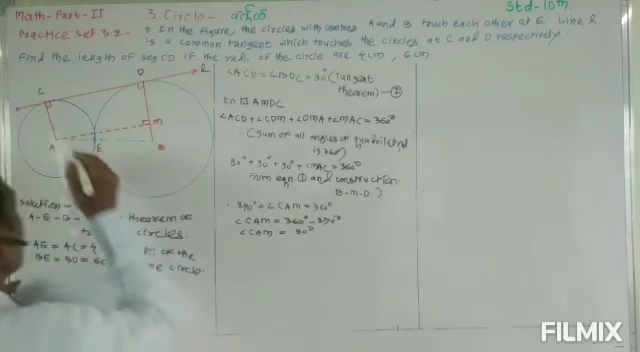 Math-Part-II
3 Circle-
Std-10th
Practice Set 3.2-
In the Figure, the circles with centres A and B touch each other at E. Line l
is a common tangent which touches the circles at C and D respectively.
Find the length of seg CD if the radii of the circle are 4cm, 6cm
C
D
l
M
A
E
B
Solution-
A-E-B-
theorem of
circles.
AE = AC = 4
of the
BE = BD = 6C
circle.
∠ACD = ∠BDC = 90° (Tangent
theorem) - ①
In □ AMDC
∠ACD + ∠CDM + ∠DMA + ∠MAC = 360°
(Sum of all angles of quadrilateral
is 360°)
90° + 90° + 90° + ∠MAC = 360°
From eqn ① and construction
B-M-D)
∴ 270° + ∠CAM = 360°
∠CAM = 360° - 270°
∠CAM = 90°
FILMIX